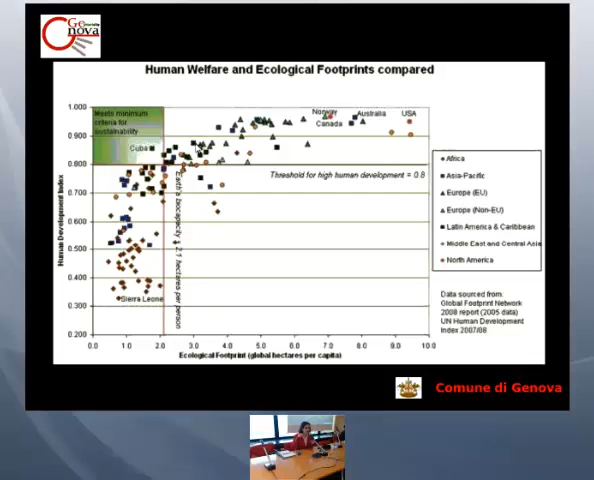 Genova
Human Welfare and Ecological Footprints compared
Human Development Index
1.000
0.900
0.800
0.700
0.600
0.500
0.400
0.300
0.200
Meets minimum
criteria for
sustainability
Cuba
Norway
Canada
Australia
USA
Threshold for high human development = 0.8
Earth's biocapacity 2.1 hectares per person
Sierra Leone
0.0 1.0 2.0 3.0 4.0 5.0 6.0 7.0 8.0 9.0 10.0
Ecological Footprint (global hectares per capita)
Africa
Asia-Pacific
Europe (EU)
Europe (Non-EU)
Latin America & Caribbean
Middle East and Central Asia
North America
Data sourced from:
Global Footprint Network
2008 report (2005 data)
UN Human Development
Index 2007/08
Comune di Genova